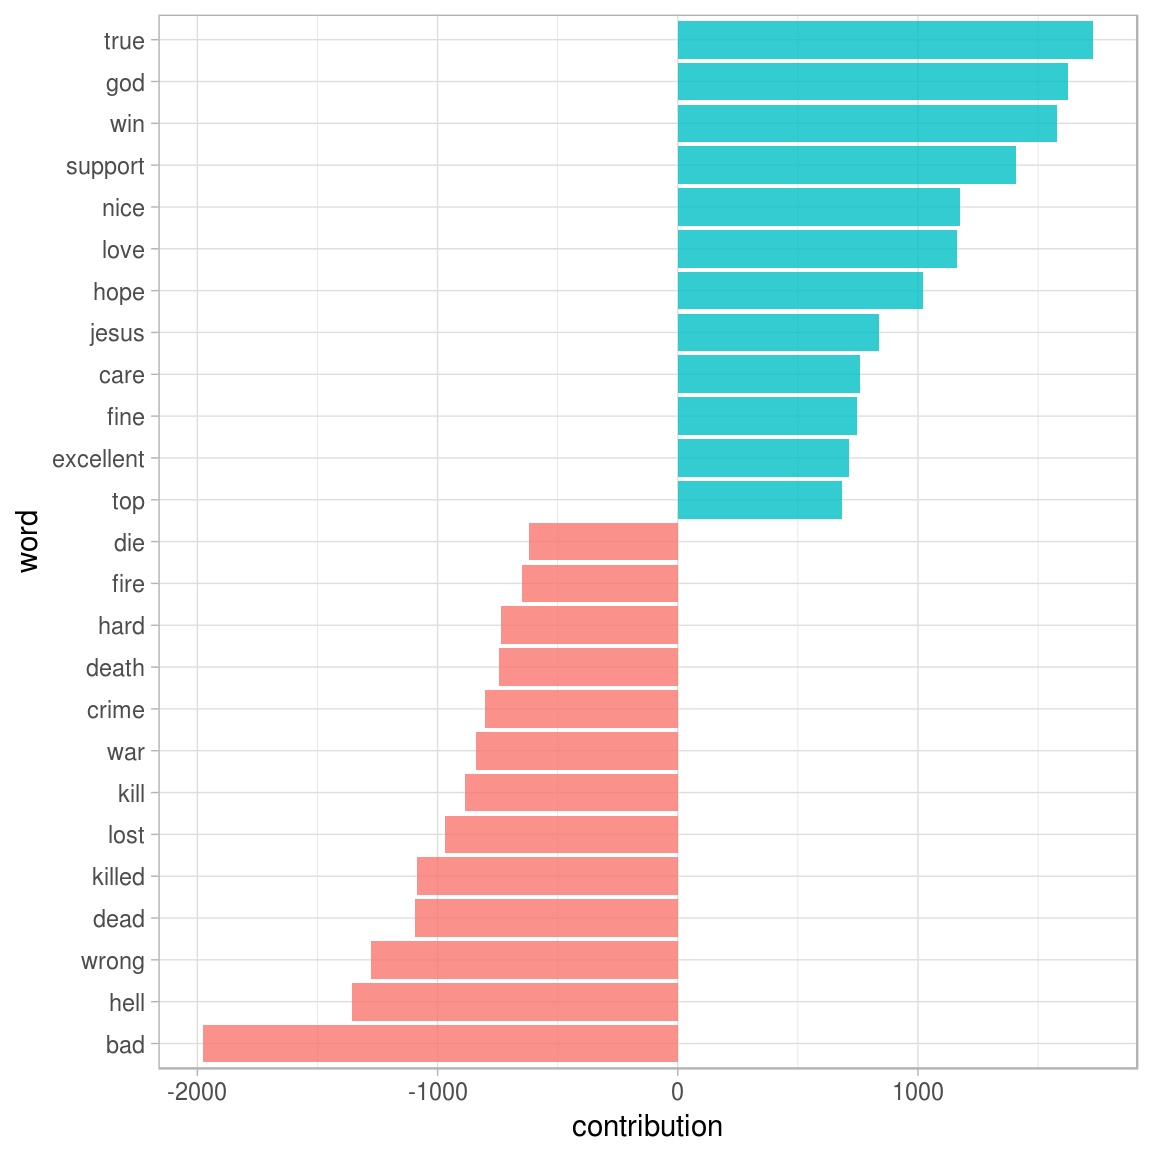 true
god
win
support
nice
love
hope
jesus
care
fine
excellent
top
die
fire
hard
death
crime
war
kill
lost
killed
dead
wrong
hell
bad
word
-2000 -1000 0 1000
contribution